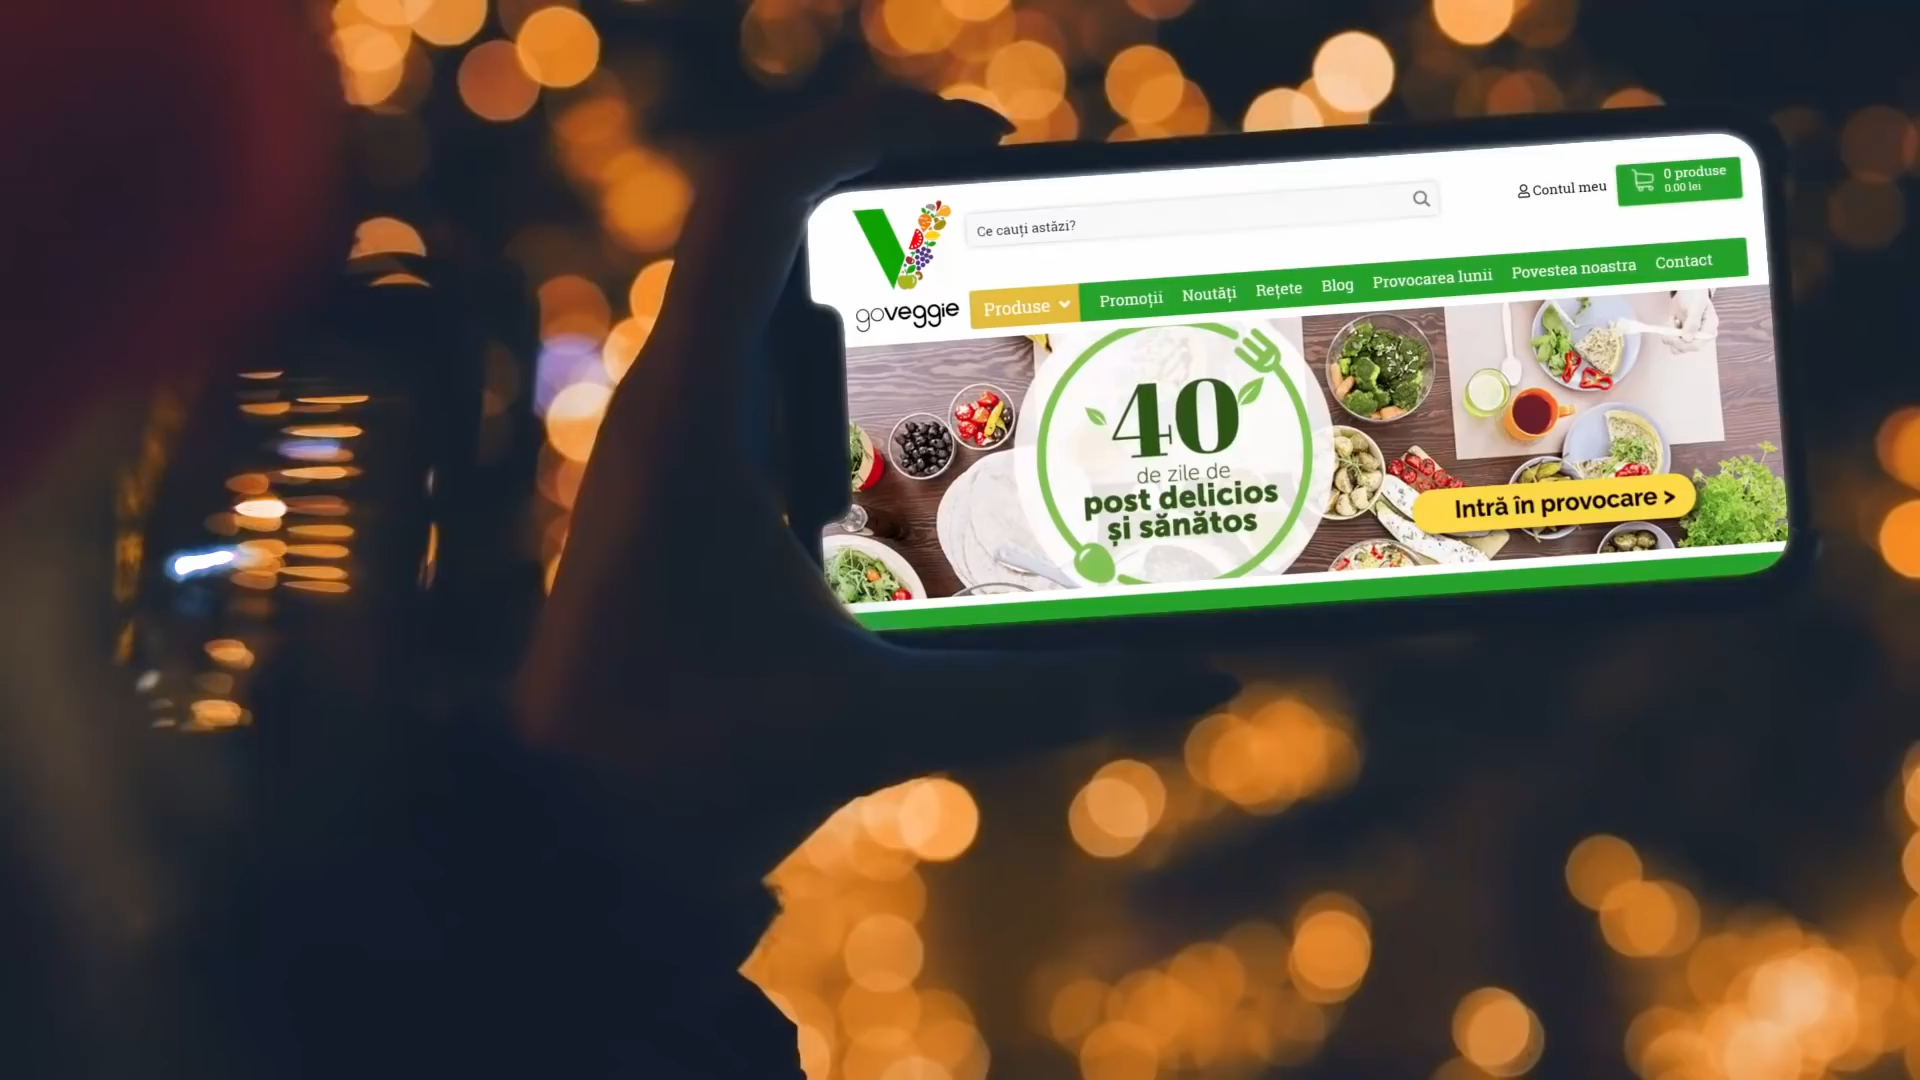 Ce cauți astăzi?
Contul meu
0 produse
0.00 lei
goveggie
Produse
Promoții
Noutăți
Rețete
Blog
Provocarea lunii
Povestea noastra
Contact
40
de zile de
post delicios
și sănătos
Intră în provocare >